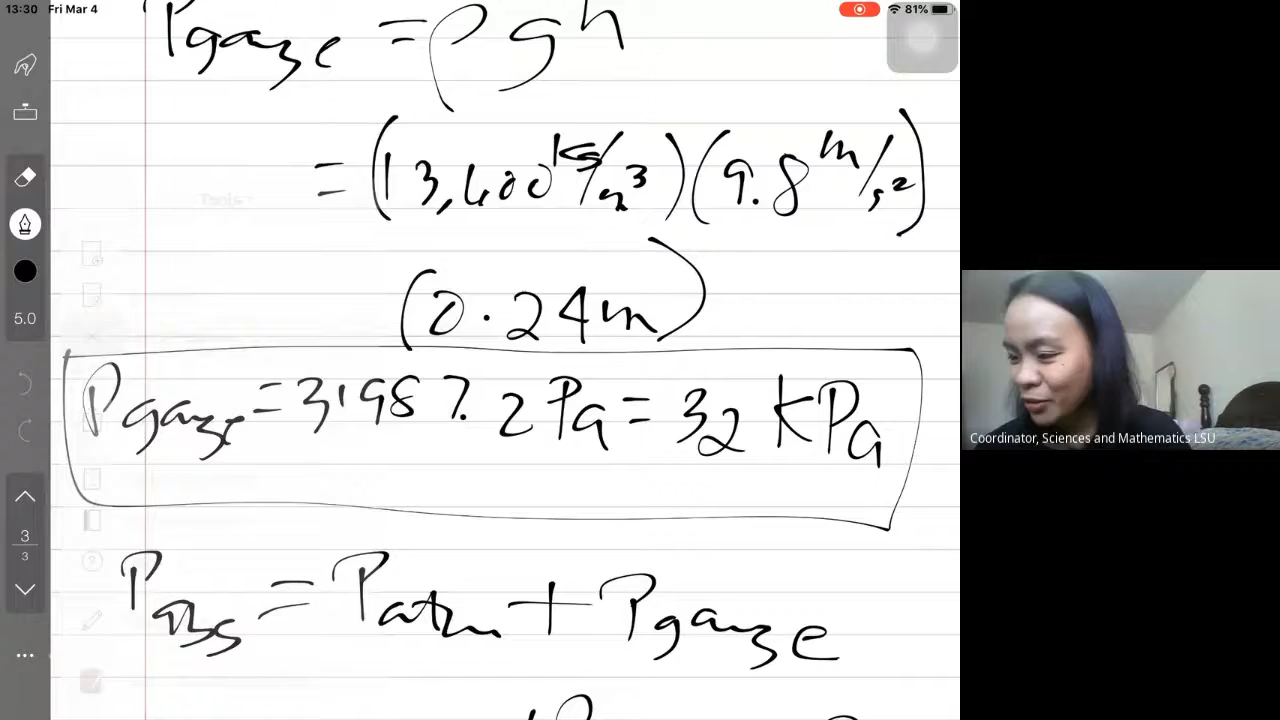 13:30 Fri Mar 4 81%
Pgauge = ρgh
= (13,600 kg/m³)(9.8 m/s²)
(0.24m)
5.0
Pgauge = 31987.2 Pa = 32 kPa
Coordinator, Sciences and Mathematics LSU
3
3
Pabs = Patm + Pgauge